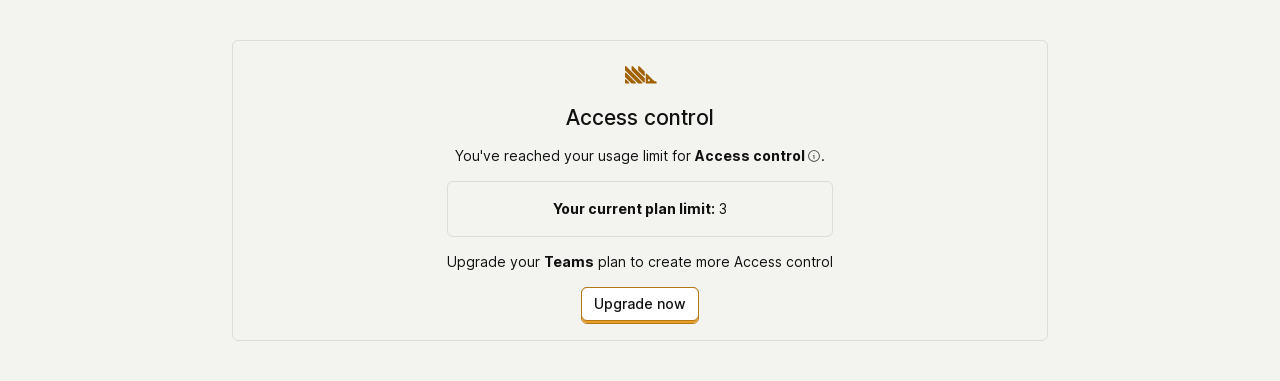 Access control
You've reached your usage limit for Access control.
Your current plan limit: 3
Upgrade your Teams plan to create more Access control
Upgrade now